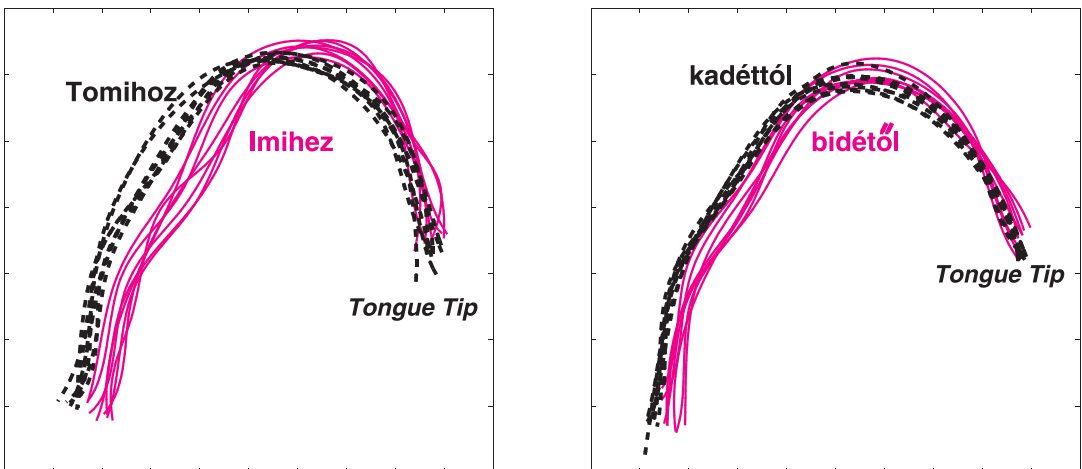 Tomihoz
Imihez
Tongue Tip
kadéttól
bidétől
Tongue Tip